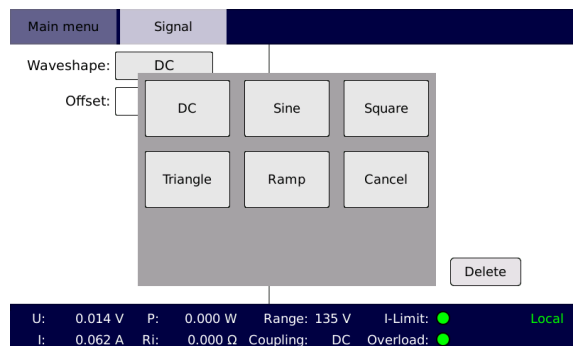 Main menu Signal
Waveshape: DC
Offset:
DC Sine Square
Triangle Ramp Cancel
Delete
U: 0.014 V P: 0.000 W Range: 135 V I-Limit: Local
I: 0.062 A Ri: 0.000 Ω Coupling: DC Overload: